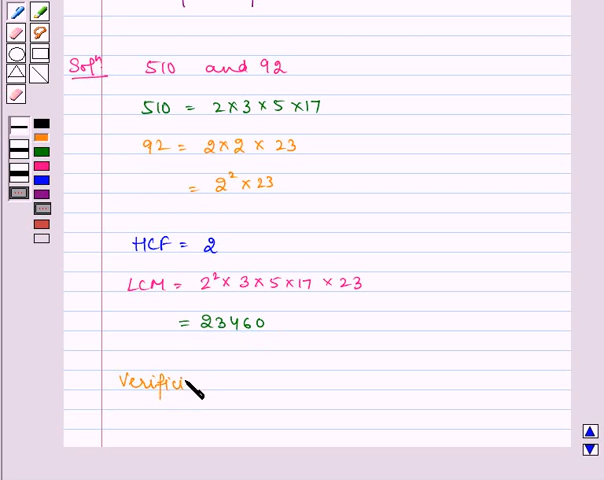 Solⁿ: 510 and 92
510 = 2 × 3 × 5 × 17
92 = 2 × 2 × 23
= 2² × 23
HCF = 2
LCM = 2² × 3 × 5 × 17 × 23
= 23460
Verifici